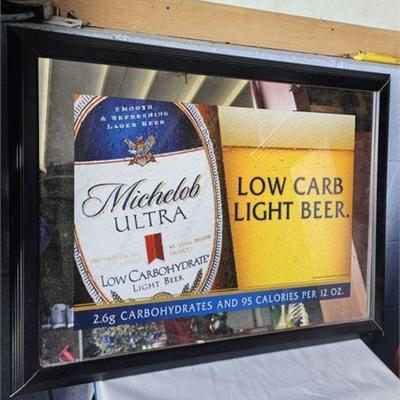 SMOOTH
& REFRESHING
LAGER BEER
Michelob
ULTRA
LOW CARBOHYDRATE
LIGHT BEER
LOW CARB
LIGHT BEER.
2.6g CARBOHYDRATES AND 95 CALORIES PER 12 OZ.